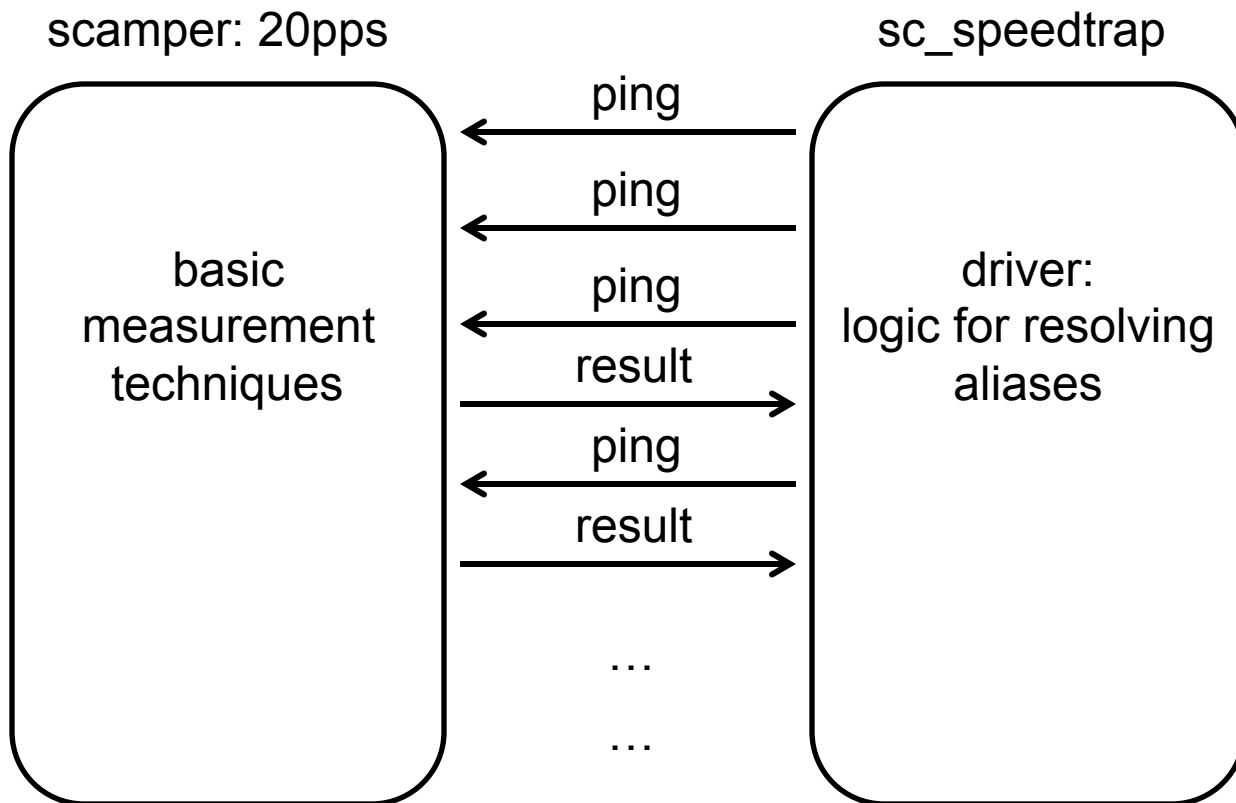 scamper: 20pps
sc_speedtrap
basic
measurement
techniques
ping
ping
ping
result
ping
result
…
…
driver:
logic for resolving
aliases